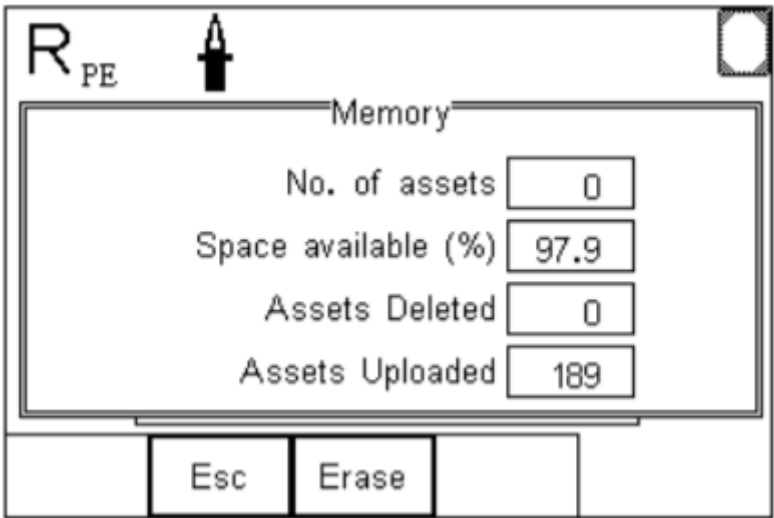 R PE
Memory
No. of assets 0
Space available (%) 97.9
Assets Deleted 0
Assets Uploaded 189
Esc Erase